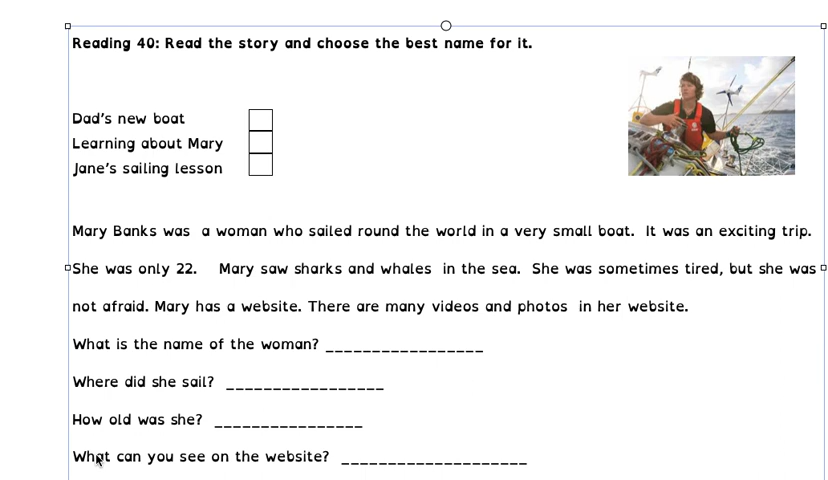 Reading 40: Read the story and choose the best name for it.
Dad's new boat
Learning about Mary
Jane's sailing lesson
Mary Banks was a woman who sailed round the world in a very small boat. It was an exciting trip.
She was only 22. Mary saw sharks and whales in the sea. She was sometimes tired, but she was
not afraid. Mary has a website. There are many videos and photos in her website.
What is the name of the woman? _________________
Where did she sail? _________________
How old was she? ________________
What can you see on the website? ____________________